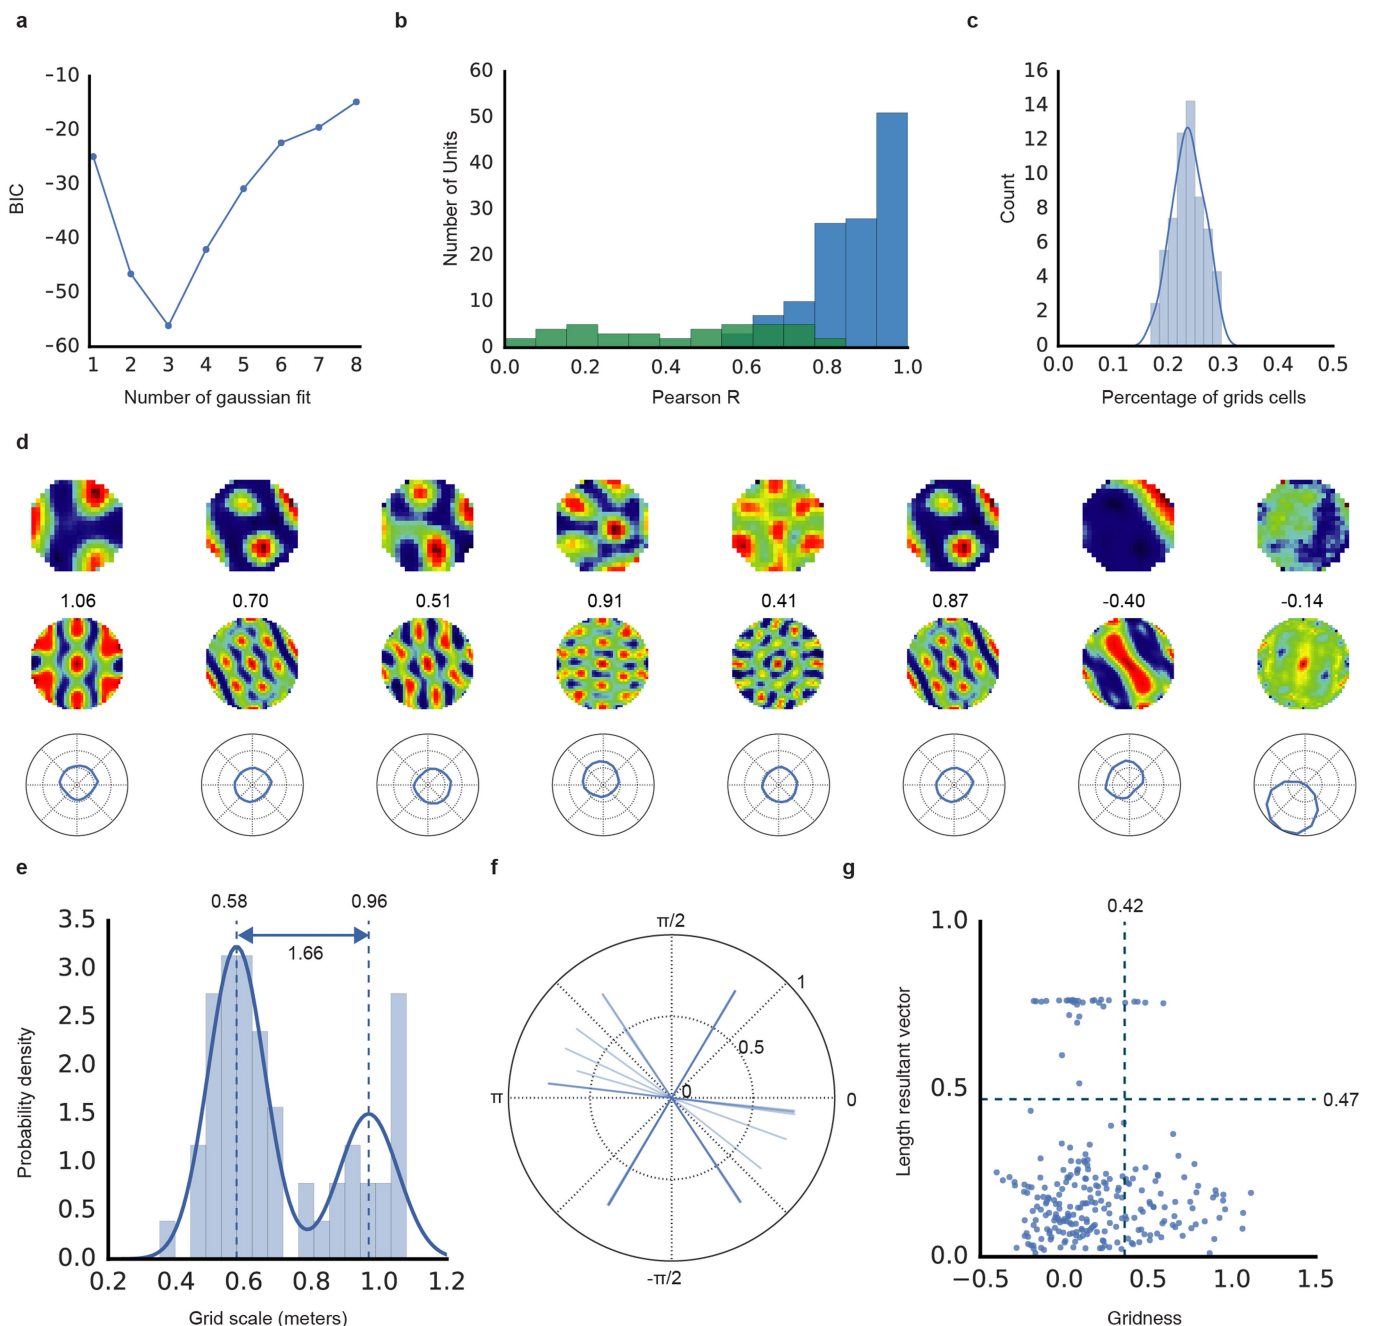 a
b
c
−10
−20
−30
−40
−50
−60
BIC
1 2 3 4 5 6 7 8
Number of gaussian fit
60
50
40
30
20
10
0
Number of Units
0.0 0.2 0.4 0.6 0.8 1.0
Pearson R
16
14
12
10
8
6
4
2
0
Count
0.0 0.1 0.2 0.3 0.4 0.5
Percentage of grids cells
d
1.06 0.70 0.51 0.91 0.41 0.87 -0.40 -0.14
e
0.58 0.96
1.66
3.5
3.0
2.5
2.0
1.5
1.0
0.5
0.0
Probability density
0.2 0.4 0.6 0.8 1.0 1.2
Grid scale (meters)
f
π/2
1
0.5
0
π
0
-π/2
g
0.42
1.0
0.5
0.0
0.47
Length resultant vector
−0.5 0.0 0.5 1.0 1.5
Gridness